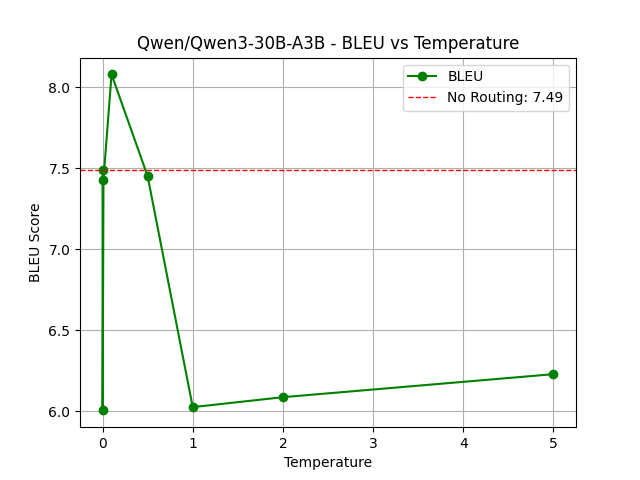 Qwen/Qwen3-30B-A3B - BLEU vs Temperature
BLEU
No Routing: 7.49
8.0
7.5
7.0
6.5
6.0
BLEU Score
0 1 2 3 4 5
Temperature